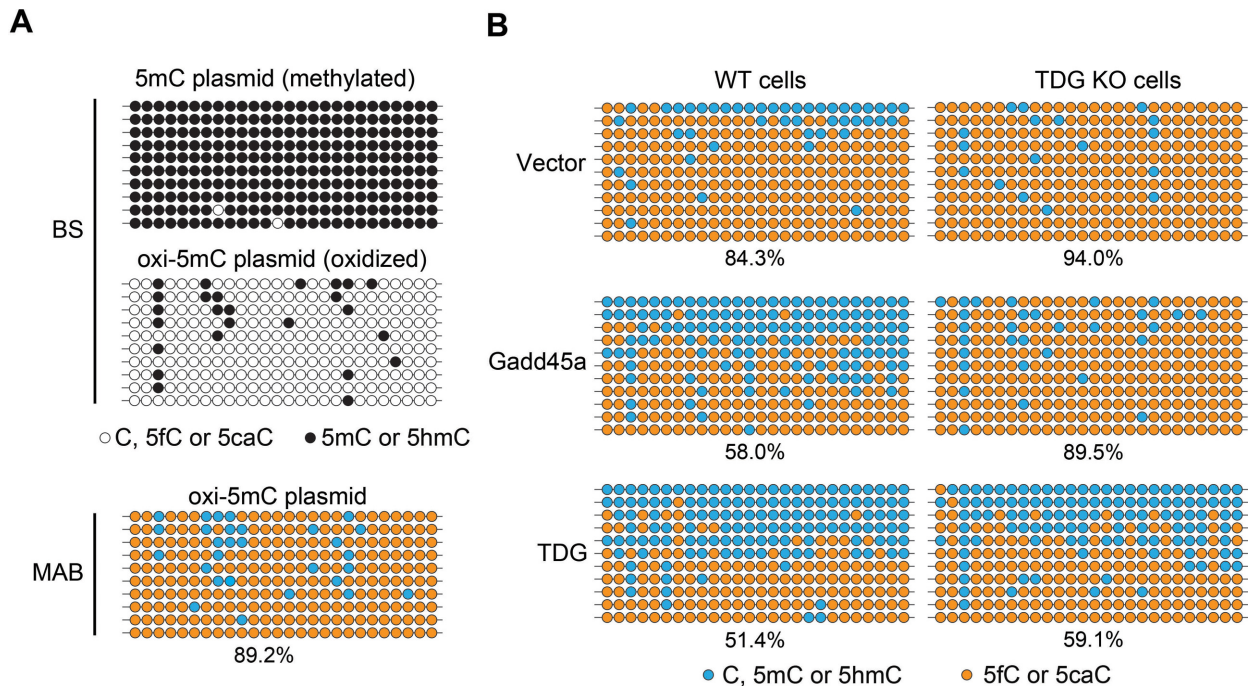 A
5mC plasmid (methylated)
BS
oxi-5mC plasmid (oxidized)
C, 5fC or 5caC
5mC or 5hmC
oxi-5mC plasmid
MAB
89.2%
B
WT cells
TDG KO cells
Vector
84.3%
94.0%
Gadd45a
58.0%
89.5%
TDG
51.4%
59.1%
C, 5mC or 5hmC
5fC or 5caC